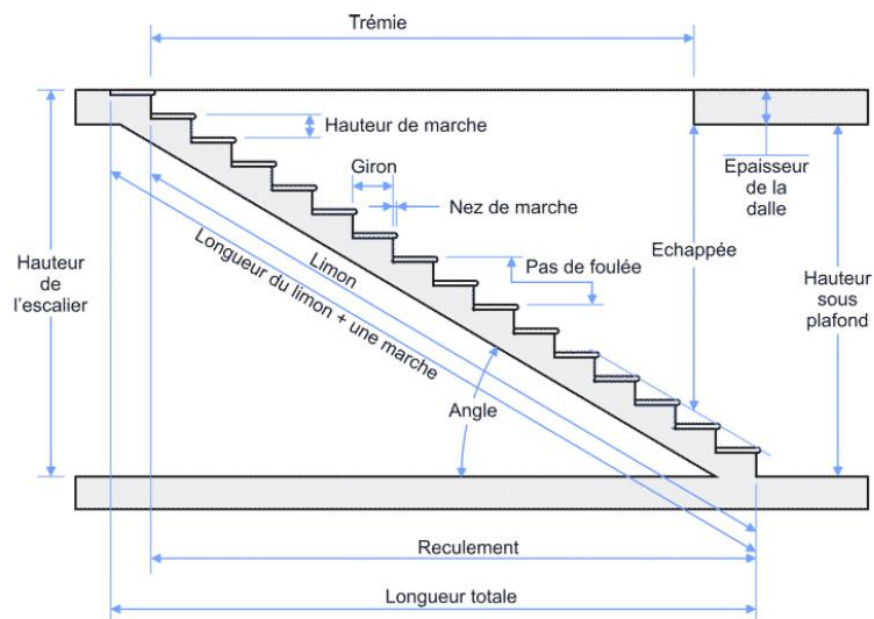 Trémie
Hauteur de marche
Giron
Nez de marche
Epaisseur
de la
dalle
Echappée
Pas de foulée
Hauteur
de
l'escalier
Limon
Longueur du limon + une marche
Hauteur
sous
plafond
Angle
Reculement
Longueur totale